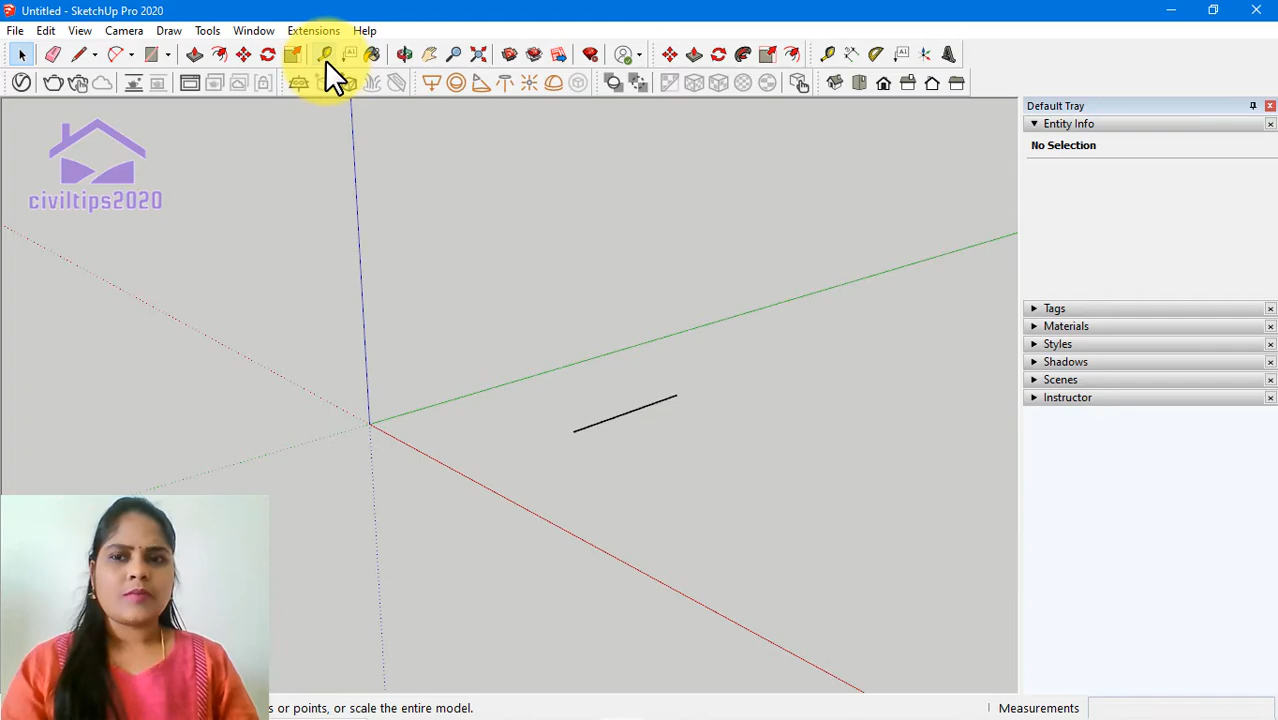 Untitled - SketchUp Pro 2020
File Edit View Camera Draw Tools Window Extensions Help
civiltips2020
Default Tray
Entity Info
No Selection
Tags
Materials
Styles
Shadows
Scenes
Instructor
s or points, or scale the entire model.
Measurements